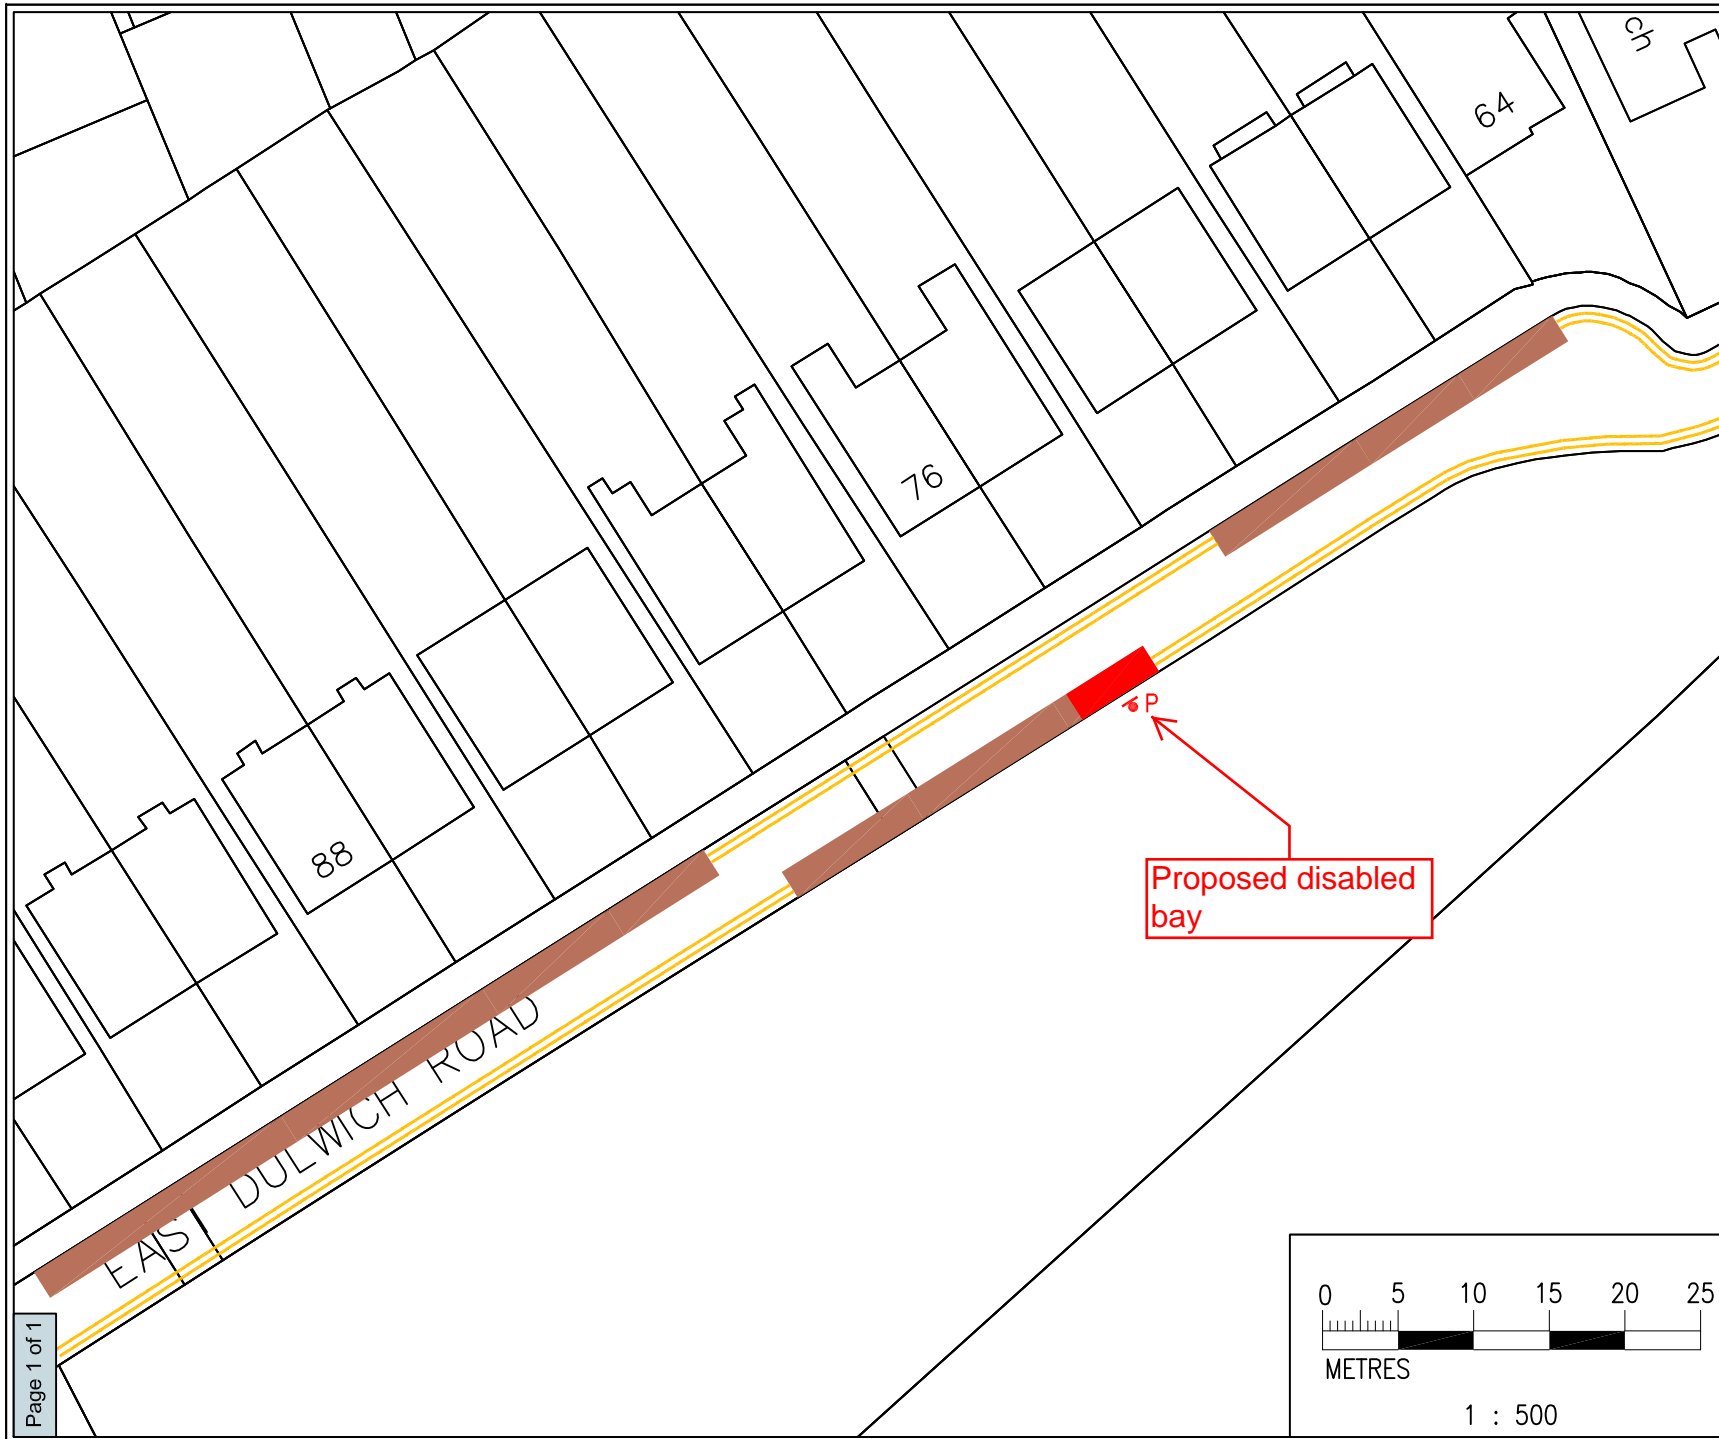 ch
64
76
88
P
Proposed disabled
bay
EAST DULWICH ROAD
0 5 10 15 20 25
METRES
1 : 500
Page 1 of 1